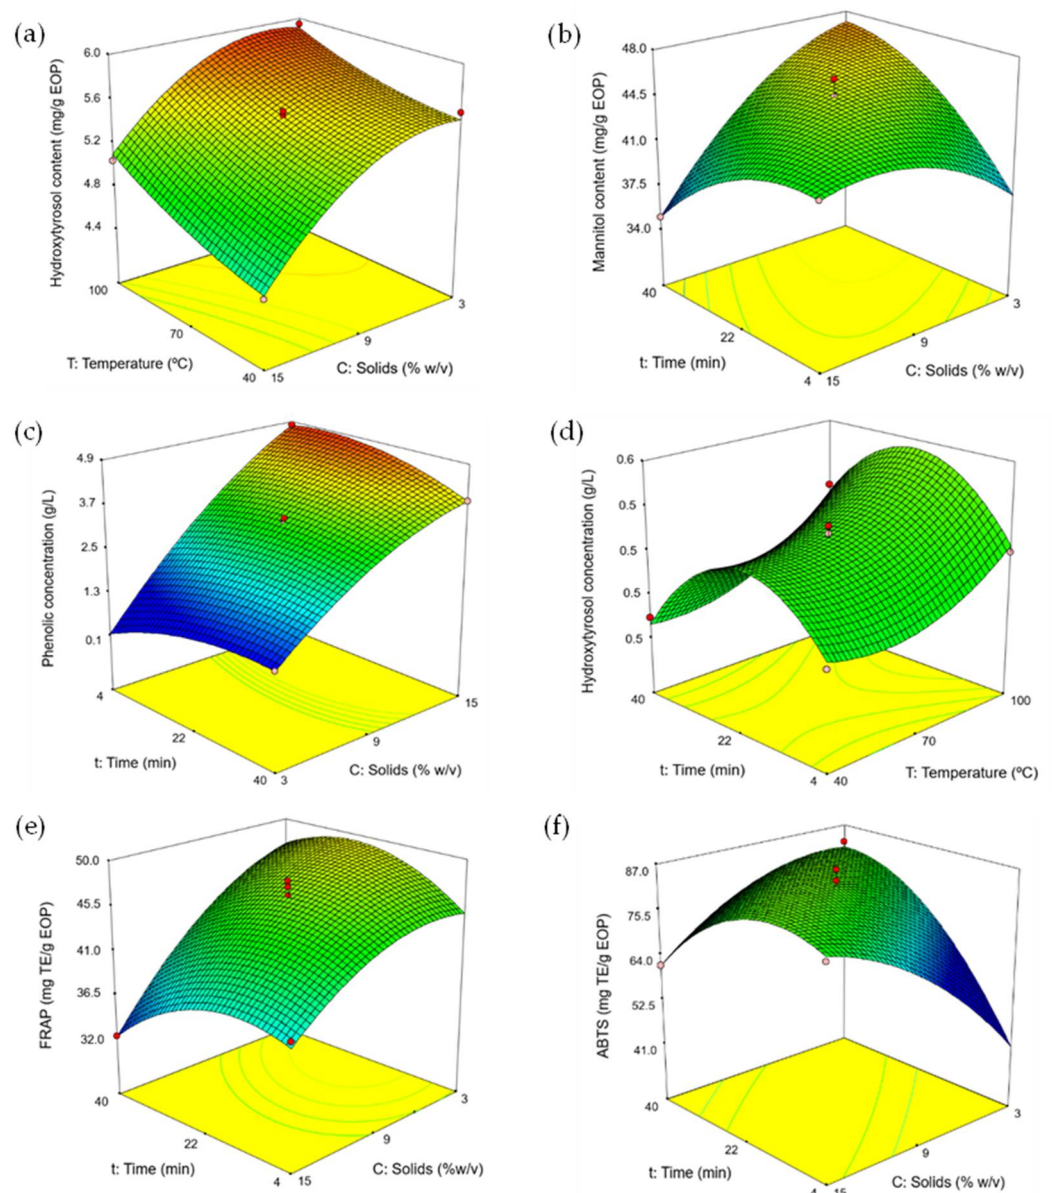 (a)
6.0
5.6
5.2
4.8
4.4
Hydroxytyrosol content (mg/g EOP)
100
70
40
T: Temperature (ºC)
15
9
3
C: Solids (% w/v)
(b)
48.0
44.5
41.0
37.5
34.0
Mannitol content (mg/g EOP)
40
22
4
t: Time (min)
15
9
3
C: Solids (% w/v)
(c)
4.9
3.7
2.5
1.3
0.1
Phenolic concentration (g/L)
4
22
40
t: Time (min)
3
9
15
C: Solids (% w/v)
(d)
0.6
0.5
0.5
0.5
0.5
Hydroxytyrosol concentration (g/L)
40
22
4
t: Time (min)
40
70
100
T: Temperature (ºC)
(e)
50.0
45.5
41.0
36.5
32.0
FRAP (mg TE/g EOP)
40
22
4
t: Time (min)
15
9
3
C: Solids (%w/v)
(f)
87.0
75.5
64.0
52.5
41.0
ABTS (mg TE/g EOP)
40
22
4
t: Time (min)
15
9
3
C: Solids (% w/v)